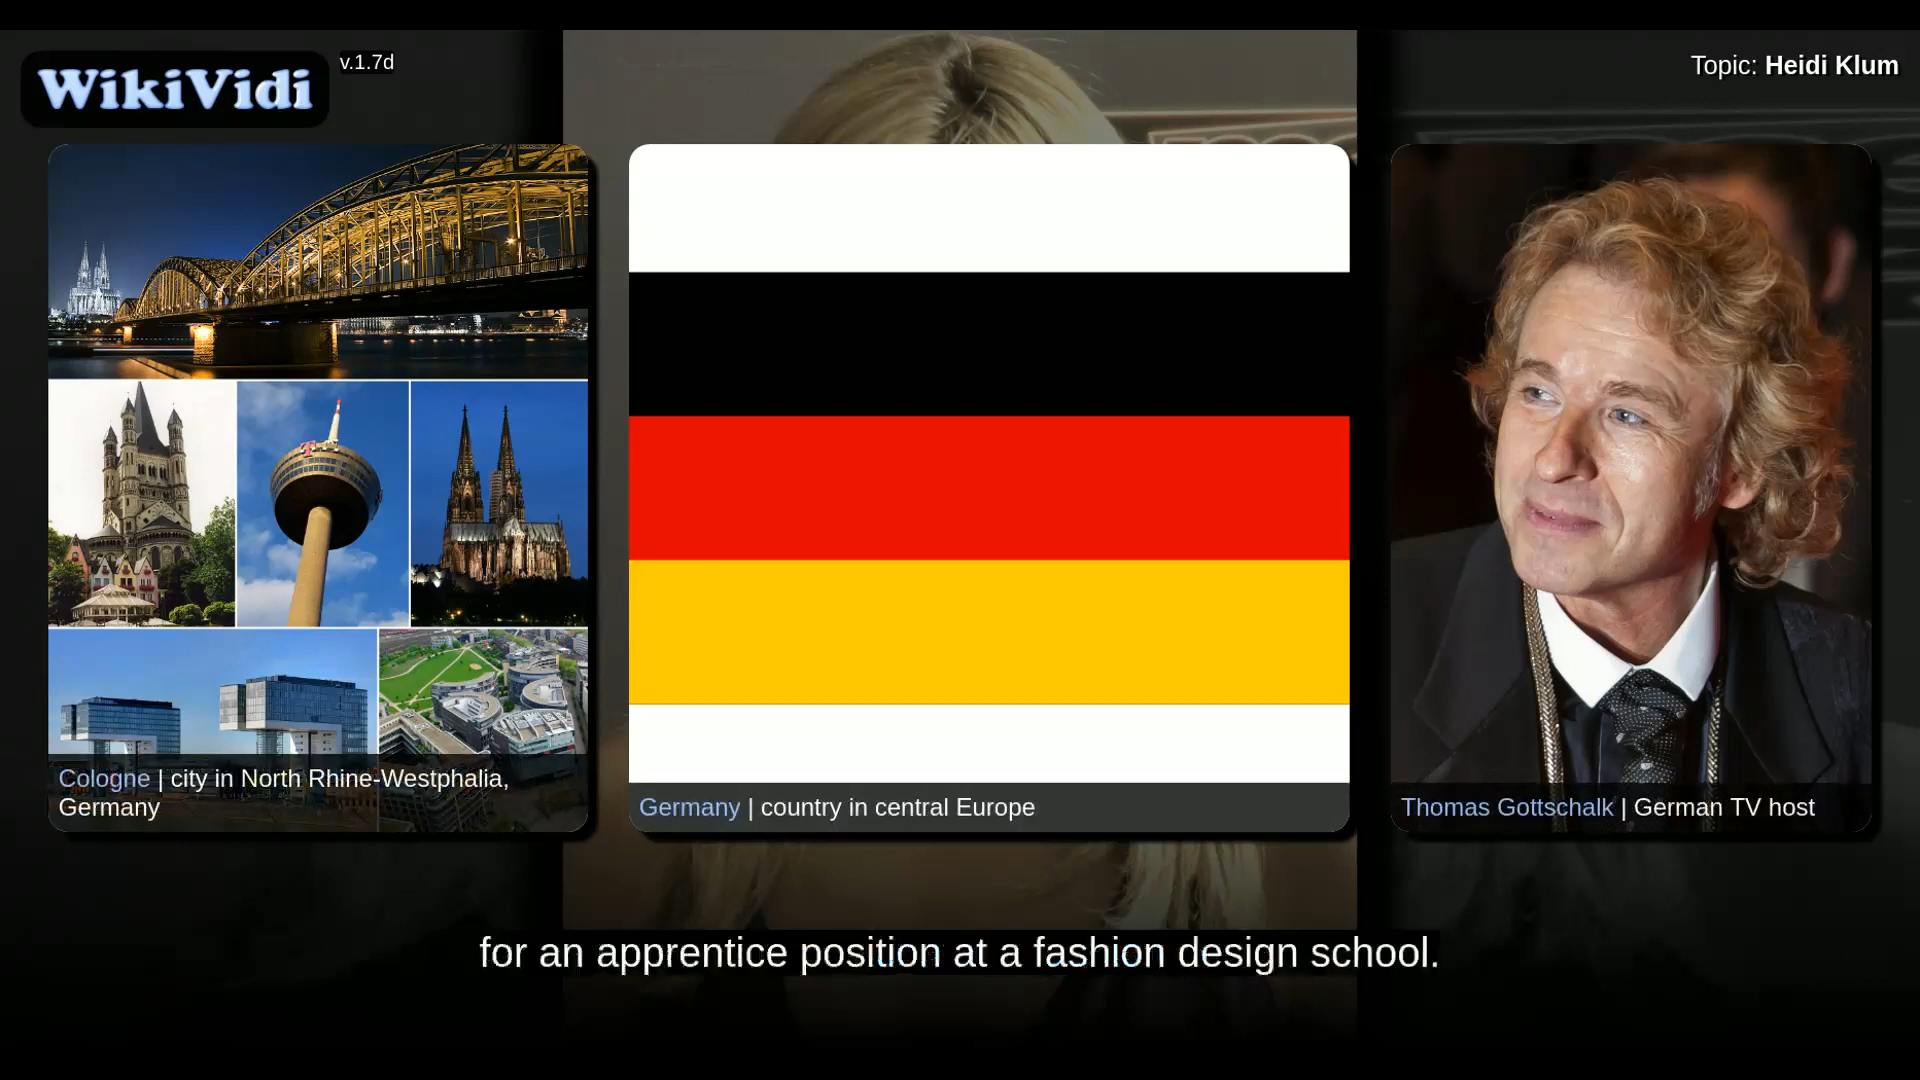 WikiVidi
v.1.7d
Topic: Heidi Klum
Cologne | city in North Rhine-Westphalia,
Germany
Germany | country in central Europe
Thomas Gottschalk | German TV host
for an apprentice position at a fashion design school.